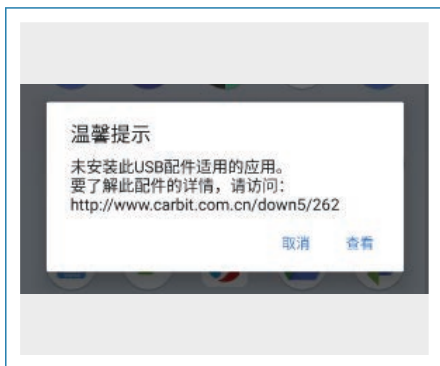 温馨提示
未安装此USB配件适用的应用。
要了解此配件的详情，请访问：
http://www.carbit.com.cn/down5/262
取消 查看